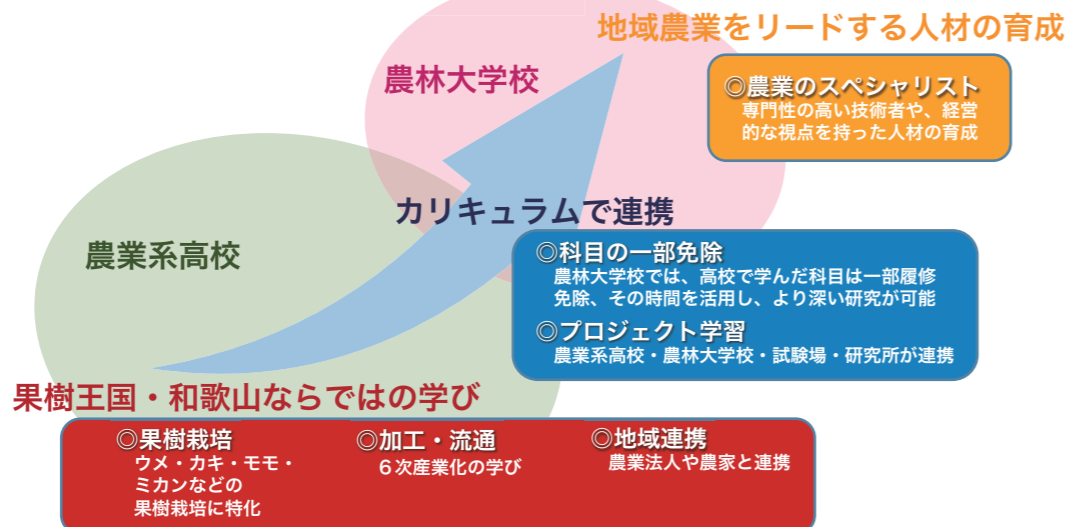 地域農業をリードする人材の育成
農林大学校
◎農業のスペシャリスト
専門性の高い技術者や、経営
的な視点を持った人材の育成
カリキュラムで連携
農業系高校
◎科目の一部免除
農林大学校では、高校で学んだ科目は一部履修
免除、その時間を活用し、より深い研究が可能
◎プロジェクト学習
農業系高校・農林大学校・試験場・研究所が連携
果樹王国・和歌山ならではの学び
◎果樹栽培
ウメ・カキ・モモ・
ミカンなどの
果樹栽培に特化
◎加工・流通
６次産業化の学び
◎地域連携
農業法人や農家と連携